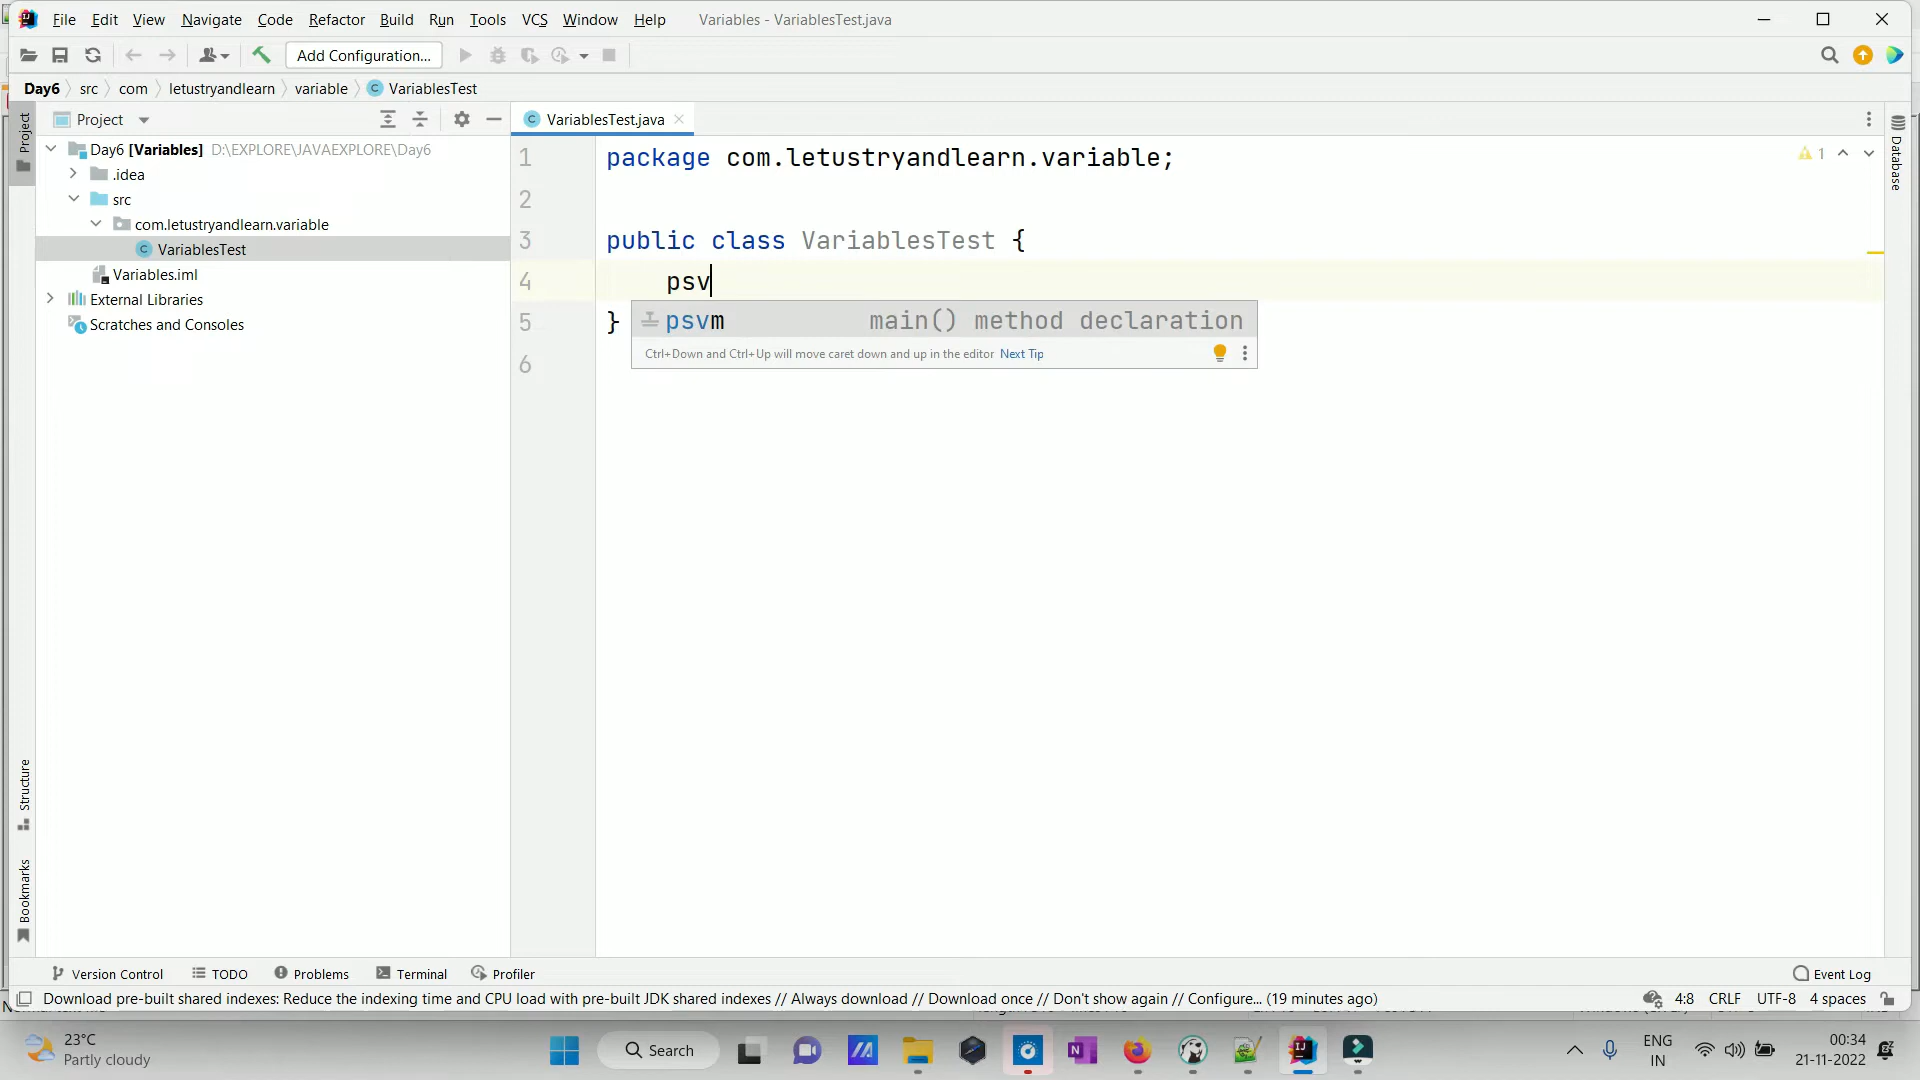 File Edit View Navigate Code Refactor Build Run Tools VCS Window Help Variables - VariablesTest.java
Add Configuration...
Day6 src com letustryandlearn variable VariablesTest
Project
Project
VariablesTest.java
Day6 [Variables] D:\EXPLORE\JAVAEXPLORE\Day6
.idea
src
com.letustryandlearn.variable
VariablesTest
Variables.iml
External Libraries
Scratches and Consoles
1 package com.letustryandlearn.variable;
1
2
3 public class VariablesTest {
4 psv
5 }
psvm main() method declaration
Ctrl+Down and Ctrl+Up will move caret down and up in the editor Next Tip
6
Database
Structure
Bookmarks
Version Control TODO Problems Terminal Profiler Event Log
Download pre-built shared indexes: Reduce the indexing time and CPU load with pre-built JDK shared indexes // Always download // Download once // Don't show again // Configure... (19 minutes ago) 4:8 CRLF UTF-8 4 spaces
23°C
Partly cloudy
Search
ENG
IN
00:34
21-11-2022